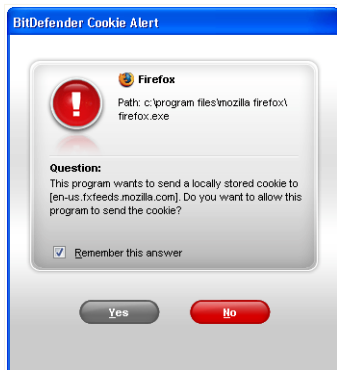 BitDefender Cookie Alert
Firefox
Path: c:\program files\mozilla firefox\
firefox.exe
Question:
This program wants to send a locally stored cookie to
[en-us.fxfeeds.mozilla.com]. Do you want to allow this
program to send the cookie?
Remember this answer
Yes
No